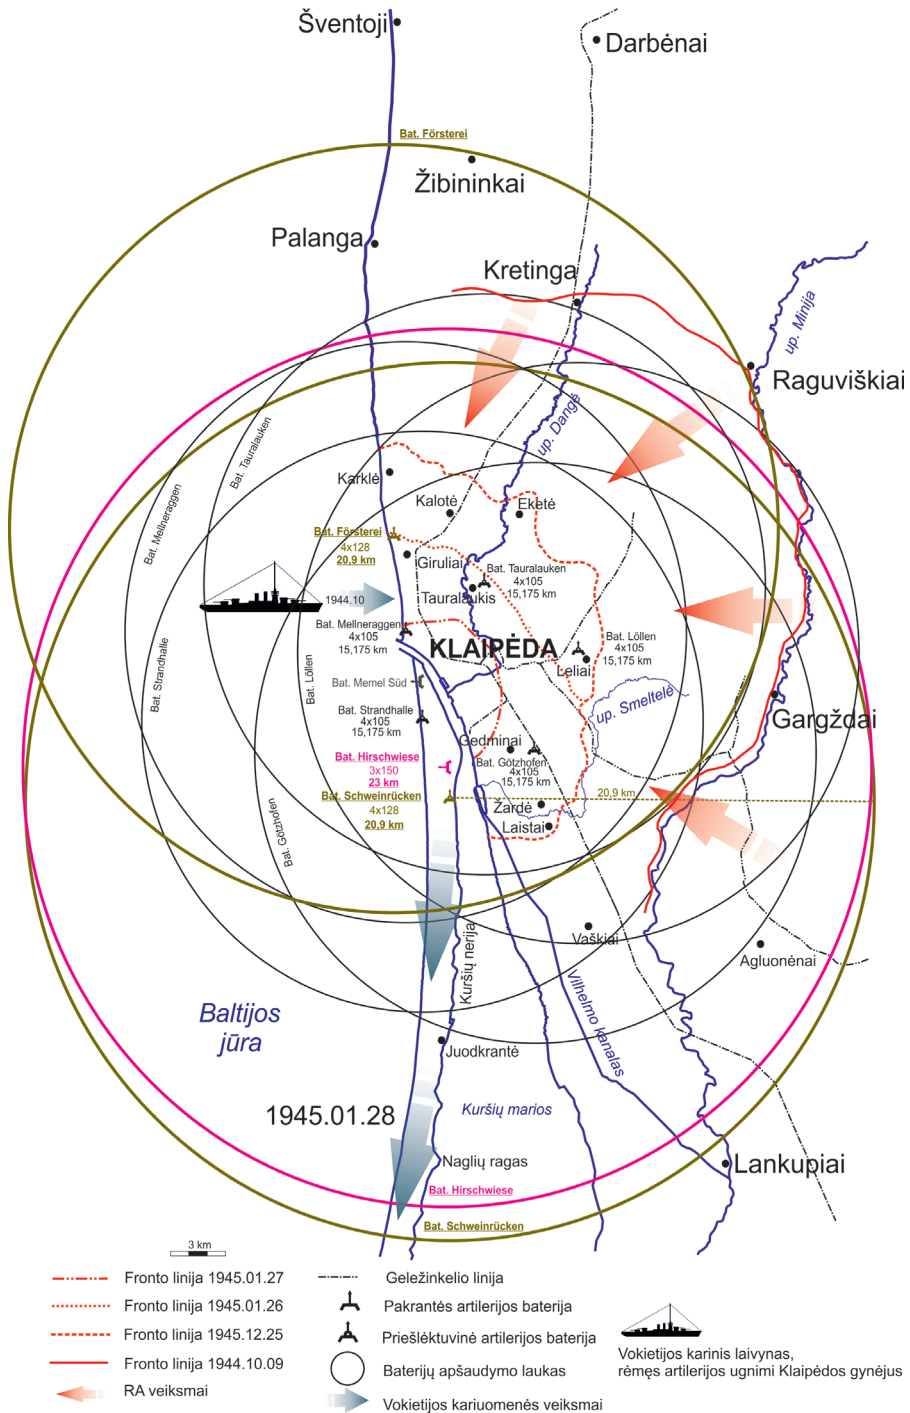 Šventoji
Darbėnai
Bat. Försterei
Žibininkai
Palanga
Kretinga
up. Minija
Raguviškiai
up. Dangė
Bat. Tauralauken
Bat. Mellneraggen
Karklė
Kalotė
Eketė
Bat. Försterei
4x128
20,9 km
Giruliai
Bat. Tauralauken
4x105
15,175 km
Tauralaukis
1944.10
Bat. Mellneraggen
4x105
15,175 km
KLAIPĖDA
Bat. Löllen
4x105
15,175 km
Leliai
Bat. Strandhalle
Bat. Löllen
Bat. Memel Süd
up. Smeltelė
Gargždai
Bat. Strandhalle
4x105
15,175 km
Gedminai
Bat. Götzhofen
4x105
15,175 km
Bat. Hirschwiese
3x150
23 km
Bat. Schweinrücken
4x128
20,9 km
20,9 km
Žardė
Laistai
Bat. Götzhofen
Vaškiai
Agluonėnai
Kuršių nerija
Vilhelmo kanalas
Baltijos
jūra
Juodkrantė
1945.01.28
Kuršių marios
Naglių ragas
Lankupiai
Bat. Hirschwiese
Bat. Schweinrücken
3 km
Fronto linija 1945.01.27
Fronto linija 1945.01.26
Fronto linija 1945.12.25
Fronto linija 1944.10.09
RA veiksmai
Geležinkelio linija
Pakrantės artilerijos baterija
Priešlėktuvinė artilerijos baterija
Baterijų apšaudymo laukas
Vokietijos kariuomenės veiksmai
Vokietijos karinis laivynas,
rėmęs artilerijos ugnimi Klaipėdos gynėjus